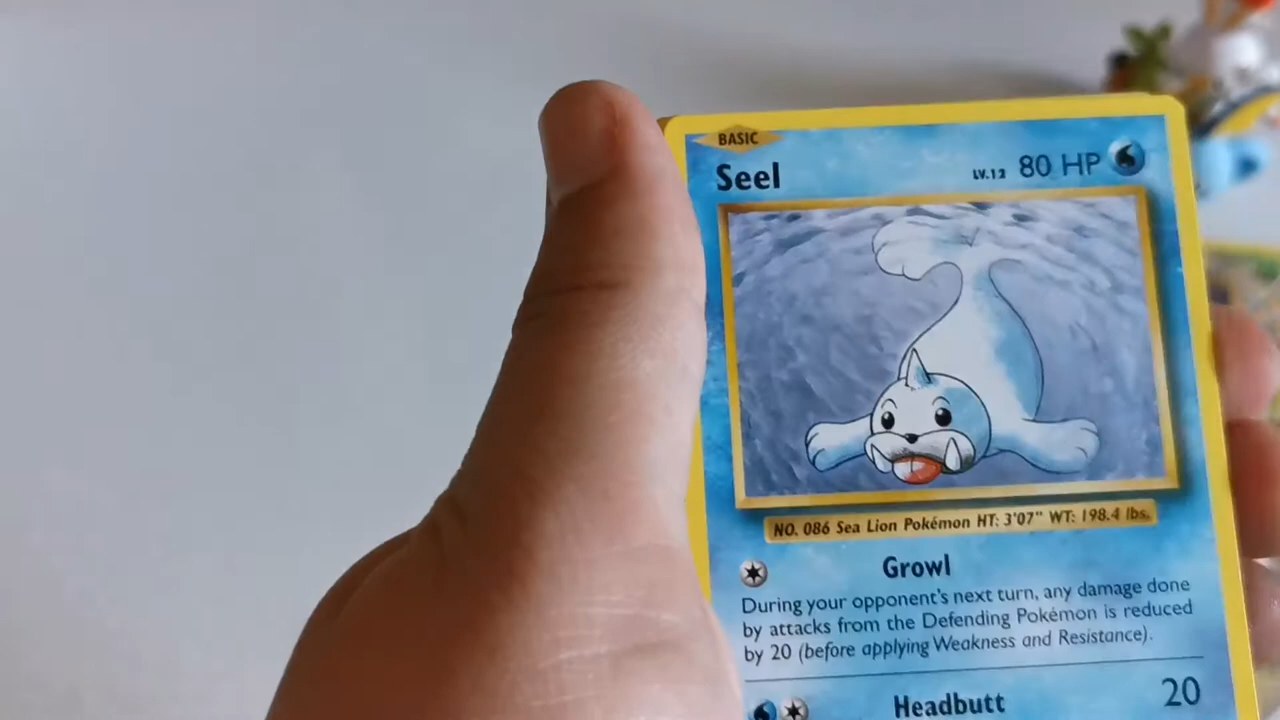 BASIC
Seel LV.12 80 HP
NO. 086 Sea Lion Pokémon HT: 3'07" WT: 198.4 lbs.
Growl
During your opponent's next turn, any damage done
by attacks from the Defending Pokémon is reduced
by 20 (before applying Weakness and Resistance).
Headbutt 20